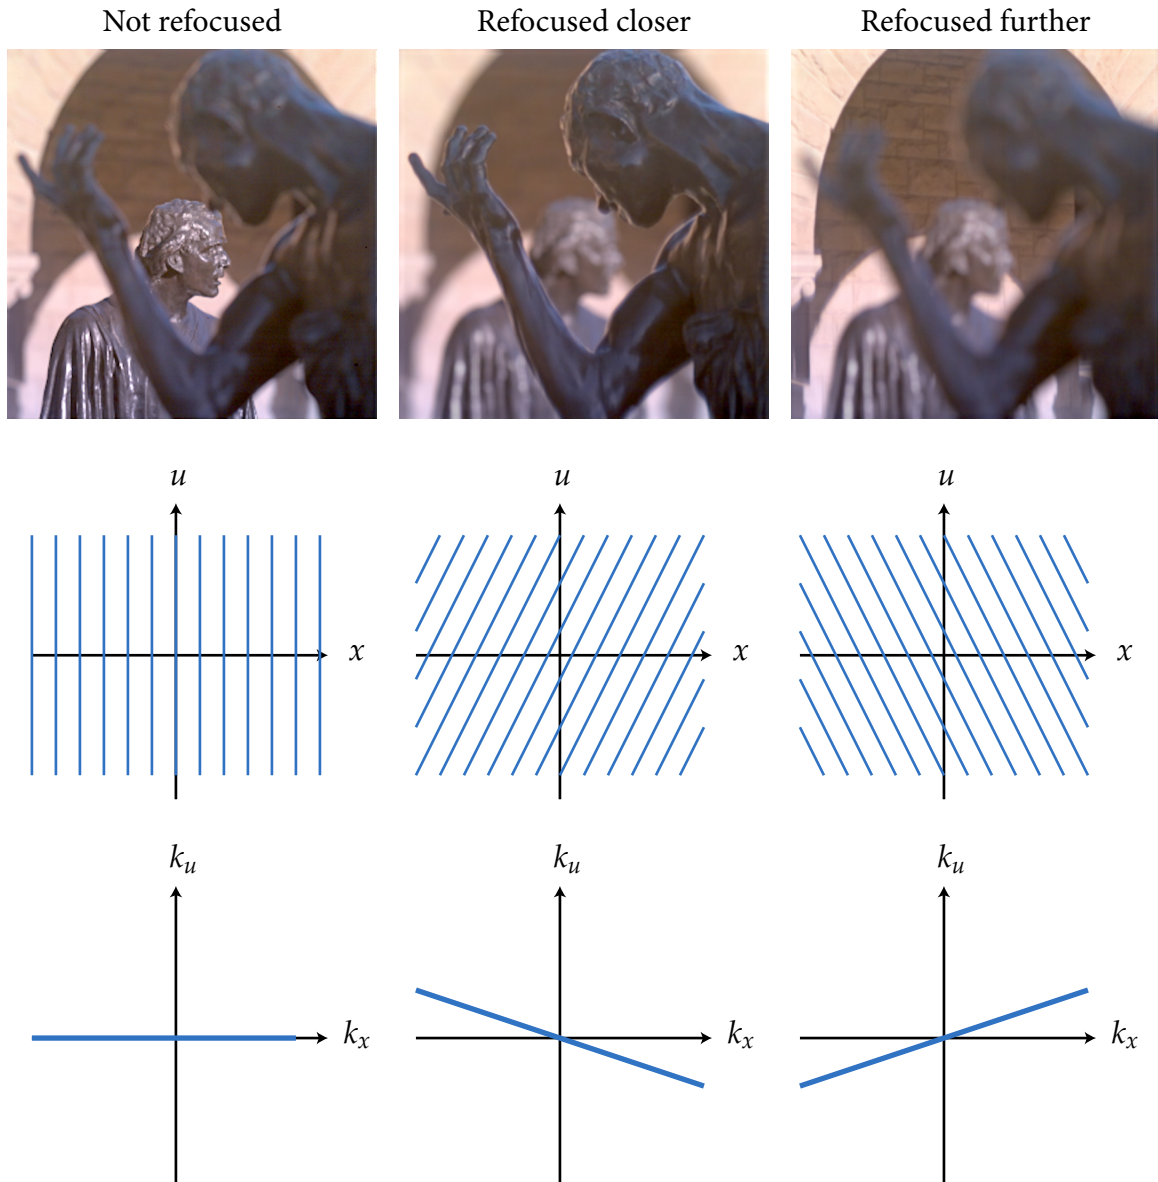 Not refocused
Refocused closer
Refocused further
u
u
u
x
x
x
k_u
k_u
k_u
k_x
k_x
k_x